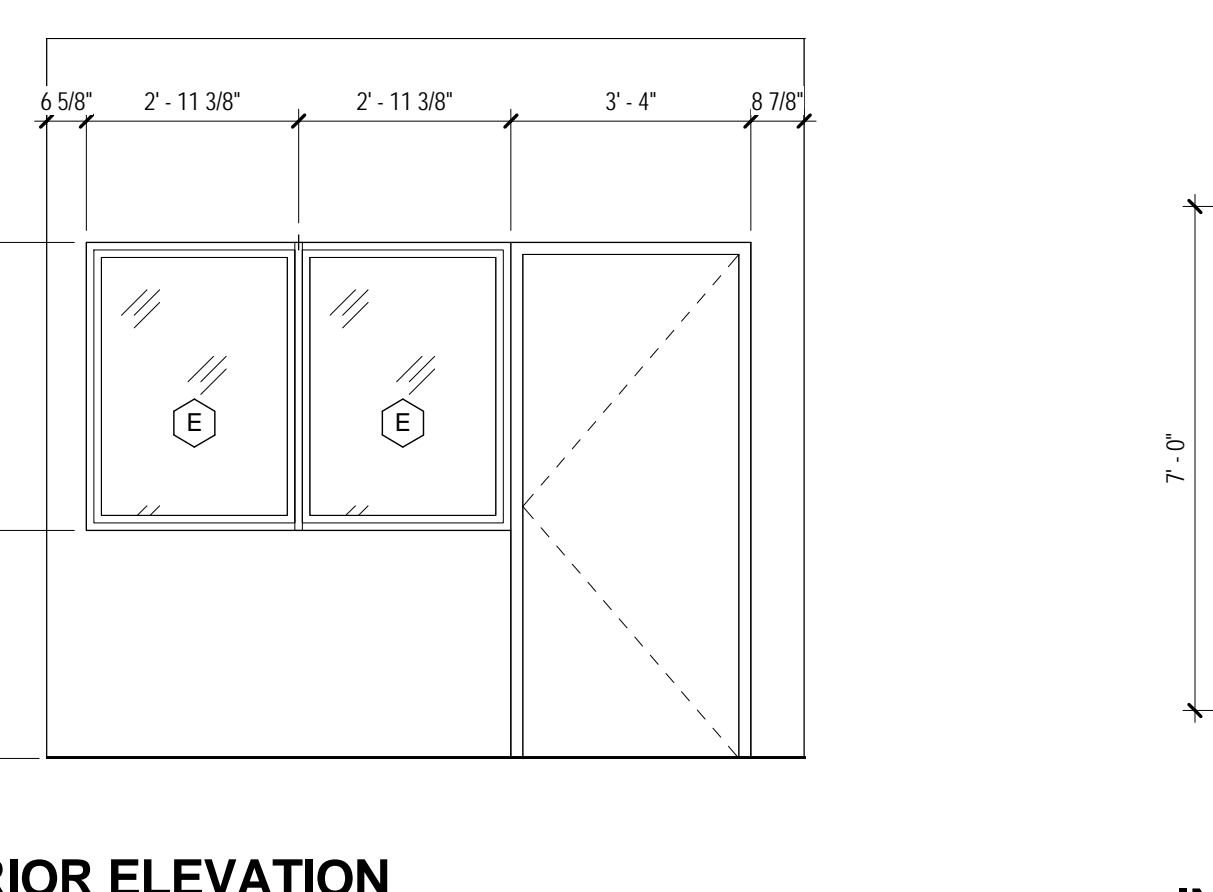 6 5/8" 2' - 11 3/8" 2' - 11 3/8" 3' - 4" 8 7/8"
E E
7' - 0"
RIOR ELEVATION